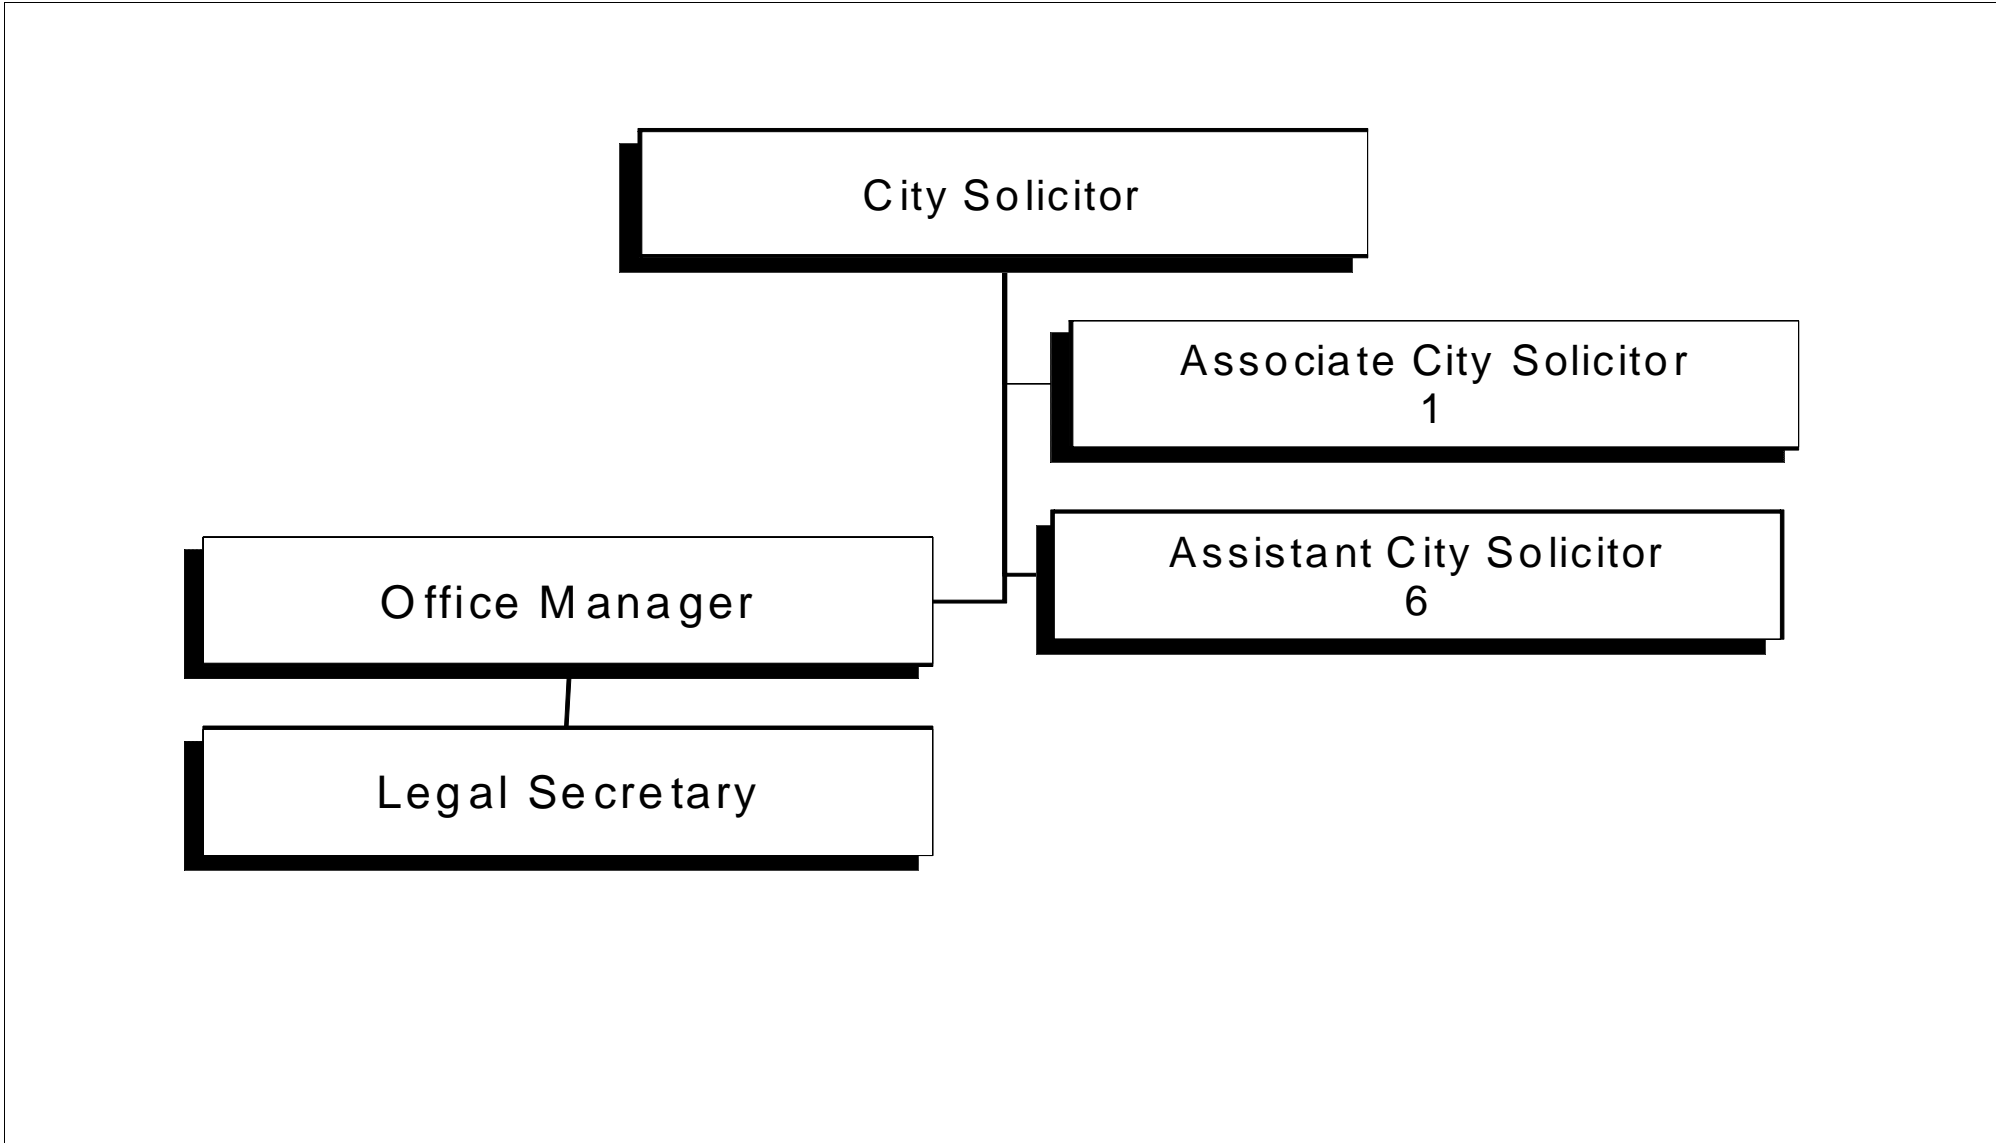 City Solicitor
Associate City Solicitor
1
Assistant City Solicitor
6
Office Manager
Legal Secretary